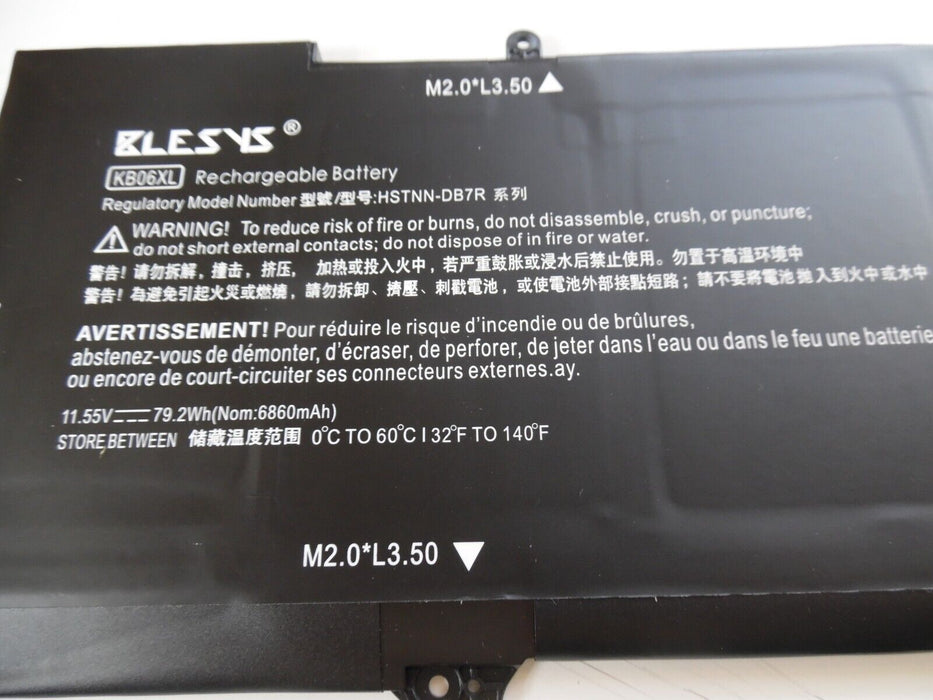 M2.0*L3.50
BLESYS®
KB06XL Rechargeable Battery
Regulatory Model Number 型號/型号:HSTNN-DB7R 系列
WARNING! To reduce risk of fire or burns, do not disassemble, crush, or puncture;
do not short external contacts; do not dispose of in fire or water.
警告！请勿拆解，撞击，挤压， 加热或投入火中，若严重鼓胀或浸水后禁止使用。勿置于高温环境中
警告！為避免引起火災或燃燒，請勿拆卸、擠壓、刺戳電池，或使電池外部接點短路；請不要將電池拋入到火中或水中
AVERTISSEMENT! Pour réduire le risque d'incendie ou de brûlures,
abstenez-vous de démonter, d'écraser, de perforer, de jeter dans l'eau ou dans le feu une batterie
ou encore de court-circuiter ses connecteurs externes.ay.
11.55V⎓79.2Wh(Nom:6860mAh)
STORE BETWEEN 储藏温度范围 0°C TO 60°C I 32°F TO 140°F
M2.0*L3.50